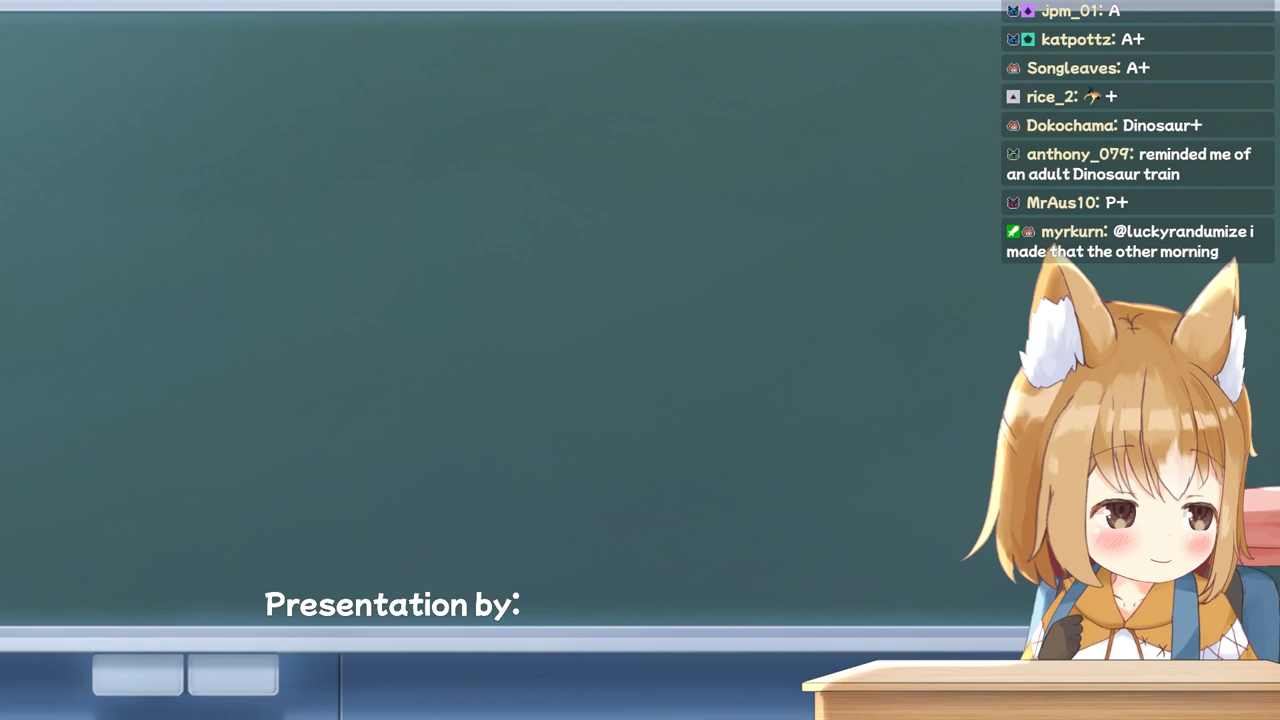 jpm_01: A
katpottz: A+
Songleaves: A+
rice_2: +
Dokochama: Dinosaur+
anthony_079: reminded me of
an adult Dinosaur train
MrAus10: P+
myrkurn: @luckyrandumize i
made that the other morning
Presentation by: